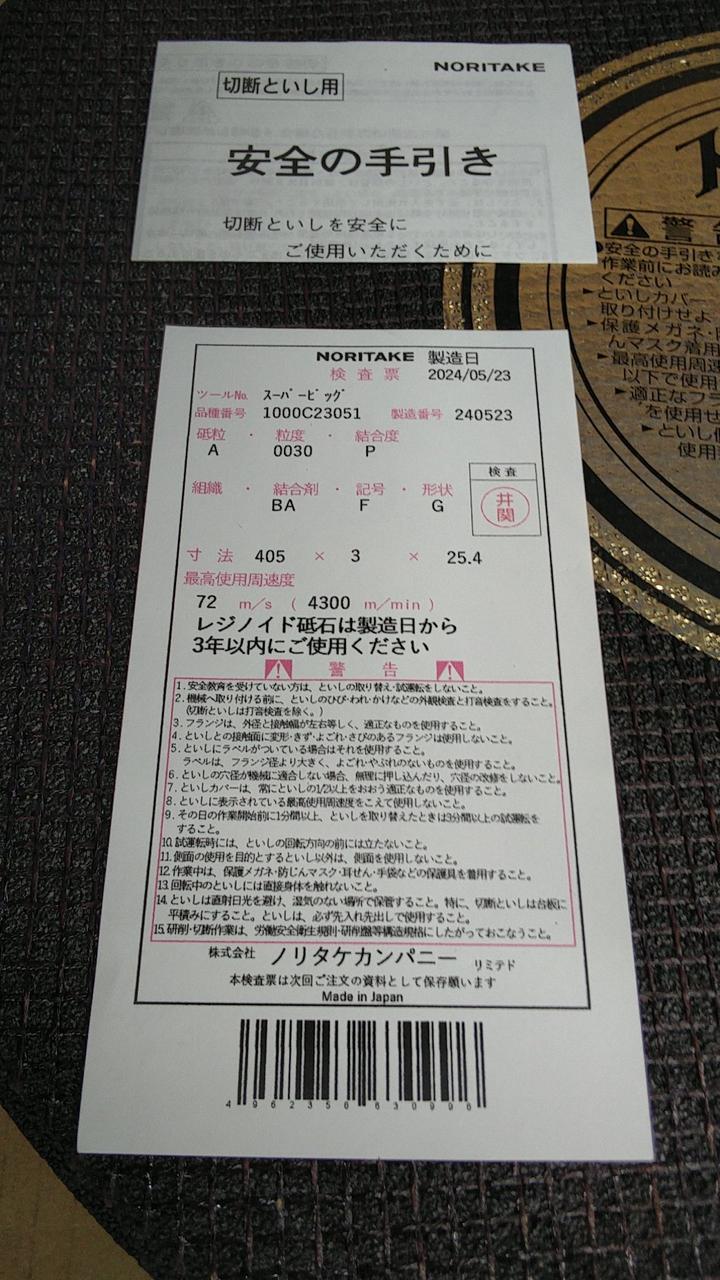 NORITAKE
切断といし用
安全の手引き
切断といしを安全に
ご使用いただくために
警告
●安全の手引き
作業前にお読み
ください
►といしカバー
取り付けせよ
►保護メガネ・
んマスク着用
►最高使用周速
以下で使用
►適正なフラ
を使用せ
►といし側
使用
NORITAKE 製造日
検査票 2024/05/23
ツールNo. スーパービッグ
品種番号 1000C23051 製造番号 240523
砥粒 ・ 粒度 ・ 結合度
A 0030 P
検査
組織 ・ 結合剤 ・ 記号 ・ 形状
BA F G
井関
寸法 405 × 3 × 25.4
最高使用周速度
72 m/s ( 4300 m/min )
レジノイド砥石は製造日から
3年以内にご使用ください
警告
1. 安全教育を受けていない方は、といしの取り替え・試運転をしないこと。
2. 機械へ取り付ける前に、といしのひび・われ・かけなどの外観検査と打音検査をすること。
(切断といしは打音検査を除く。)
3. フランジは、外径と接触幅が左右等しく、適正なものを使用すること。
4. といしとの接触面に変形・きず・よごれ・さびのあるフランジは使用しないこと。
5. といしにラベルがついている場合はそれを使用すること。
ラベルは、フランジ径より大きく、よごれ・やぶれのないものを使用すること。
6. といしの穴径が機械に適合しない場合、無理に押し込んだり、穴径の改修をしないこと。
7. といしカバーは、常にといしの1/2以上をおおう適正なものを使用すること。
8. といしに表示されている最高使用周速度をこえて使用しないこと。
9. その日の作業開始前に1分間以上、といしを取り替えたときは3分間以上の試運転を
すること。
10. 試運転時には、といしの回転方向の前には立たないこと。
11. 側面の使用を目的とするといし以外は、側面を使用しないこと。
12. 作業中は、保護メガネ・防じんマスク・耳せん・手袋などの保護具を着用すること。
13. 回転中のといしには直接身体を触れないこと。
14. といしは直射日光を避け、湿気のない場所で保管すること。特に、切断といしは台板に
平積みにすること。といしは、必ず先入れ先出しで使用すること。
15. 研削・切断作業は、労働安全衛生規則・研削盤等構造規格にしたがっておこなうこと。
株式会社 ノリタケカンパニー リミテド
本検査票は次回ご注文の資料として保存願います
Made in Japan
4 962356 630996